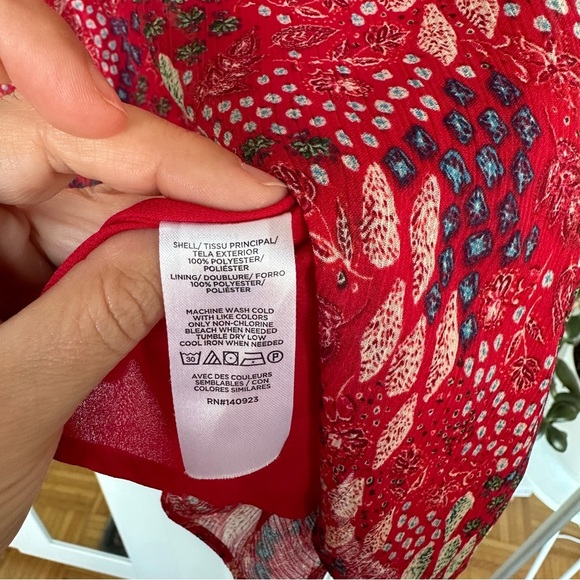 SHELL/ TISSU PRINCIPAL/
TELA EXTERIOR
100% POLYESTER/
POLIÉSTER
LINING/ DOUBLURE/ FORRO
100% POLYESTER/
POLIÉSTER
MACHINE WASH COLD
WITH LIKE COLORS
ONLY NON-CHLORINE
BLEACH WHEN NEEDED
TUMBLE DRY LOW
COOL IRON WHEN NEEDED
30 P
AVEC DES COULEURS
SEMBLABLES / CON
COLORES SIMILARES
RN#140923